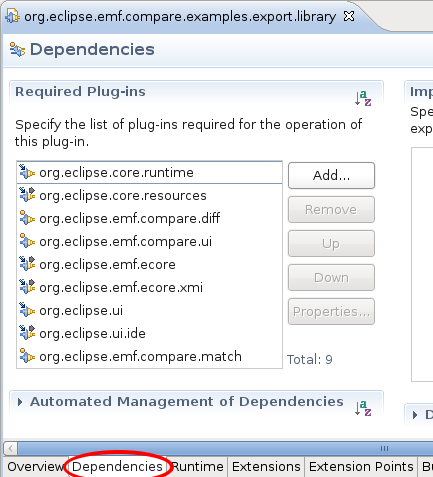 org.eclipse.emf.compare.examples.export.library
Dependencies
Required Plug-ins
Specify the list of plug-ins required for the operation of
this plug-in.
org.eclipse.core.runtime
org.eclipse.core.resources
org.eclipse.emf.compare.diff
org.eclipse.emf.compare.ui
org.eclipse.emf.ecore
org.eclipse.emf.ecore.xmi
org.eclipse.ui
org.eclipse.ui.ide
org.eclipse.emf.compare.match
Add...
Remove
Up
Down
Properties...
Total: 9
Automated Management of Dependencies
Imp
Spe
exp
D
Overview Dependencies Runtime Extensions Extension Points Bu